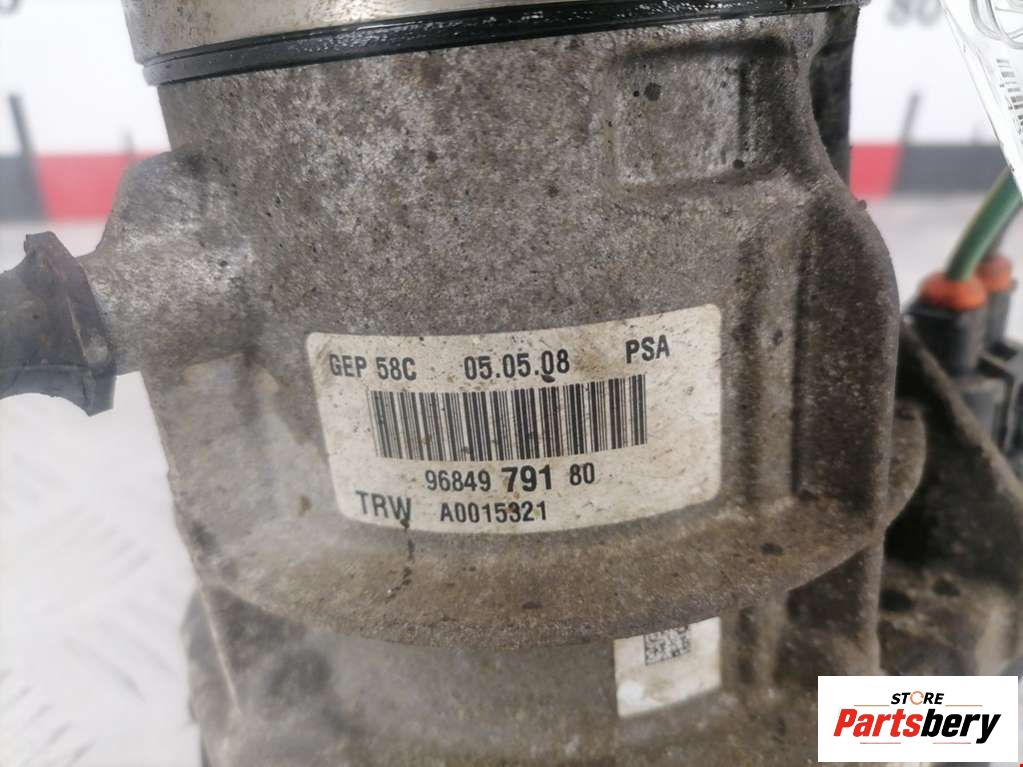 GEP 58C 05.05.08 PSA
96849 791 80
TRW A0015321
STORE
Partsbery